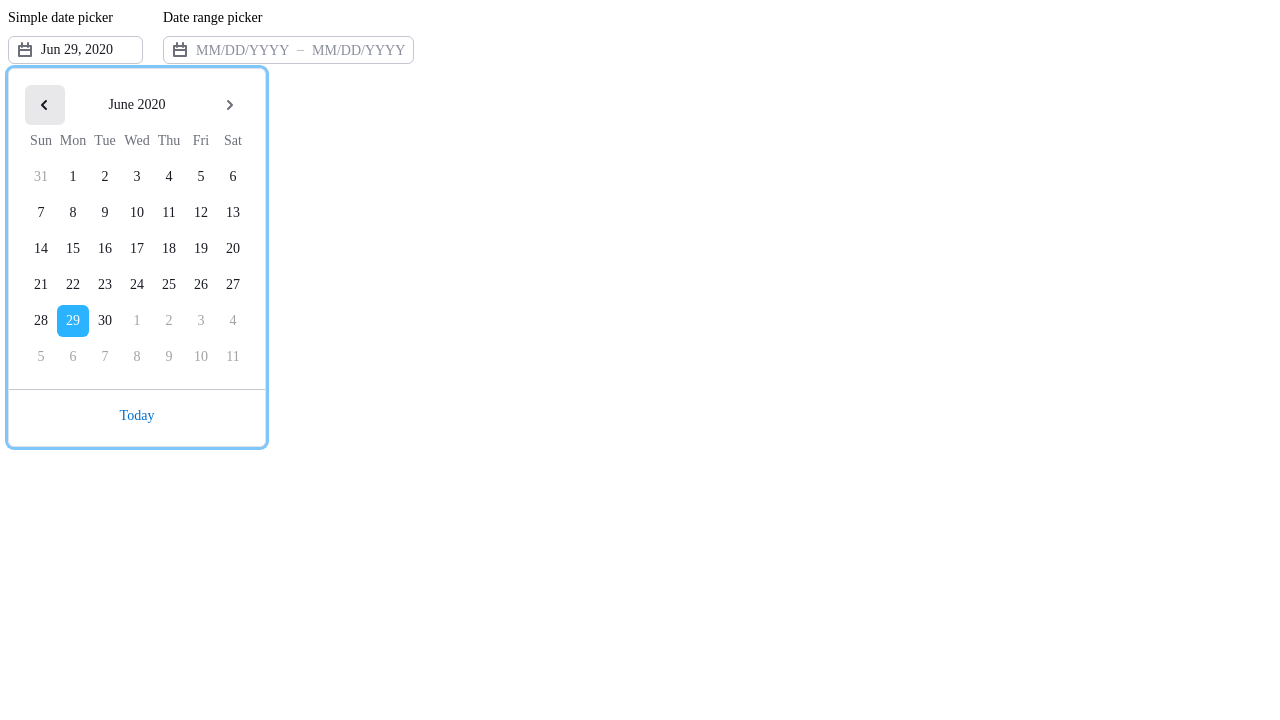 Simple date picker
Date range picker
Jun 29, 2020
MM/DD/YYYY – MM/DD/YYYY
June 2020
Sun Mon Tue Wed Thu Fri Sat
31 1 2 3 4 5 6
7 8 9 10 11 12 13
14 15 16 17 18 19 20
21 22 23 24 25 26 27
28 29 30 1 2 3 4
5 6 7 8 9 10 11
Today